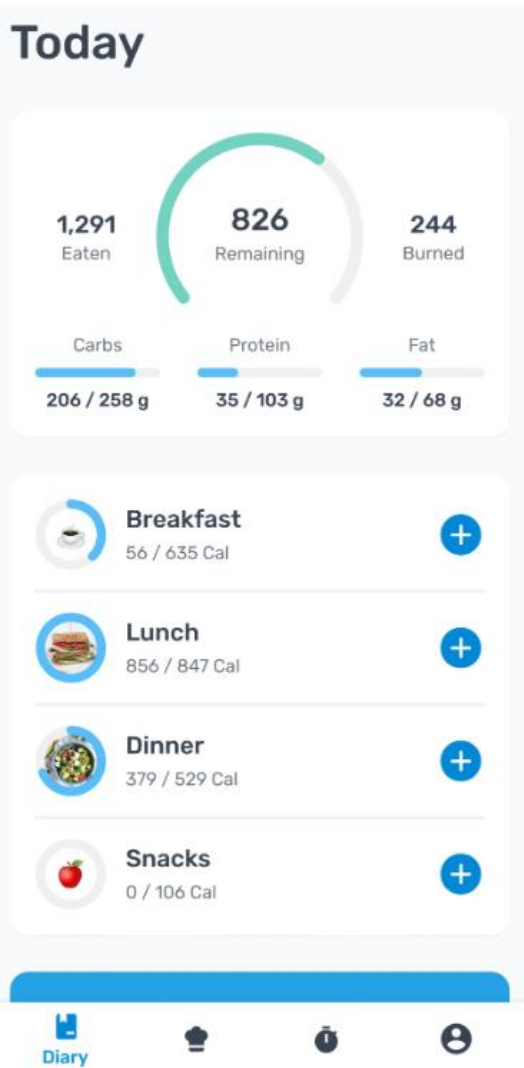 Today
1,291
Eaten
826
Remaining
244
Burned
Carbs
206 / 258 g
Protein
35 / 103 g
Fat
32 / 68 g
Breakfast
56 / 635 Cal
Lunch
856 / 847 Cal
Dinner
379 / 529 Cal
Snacks
0 / 106 Cal
Diary